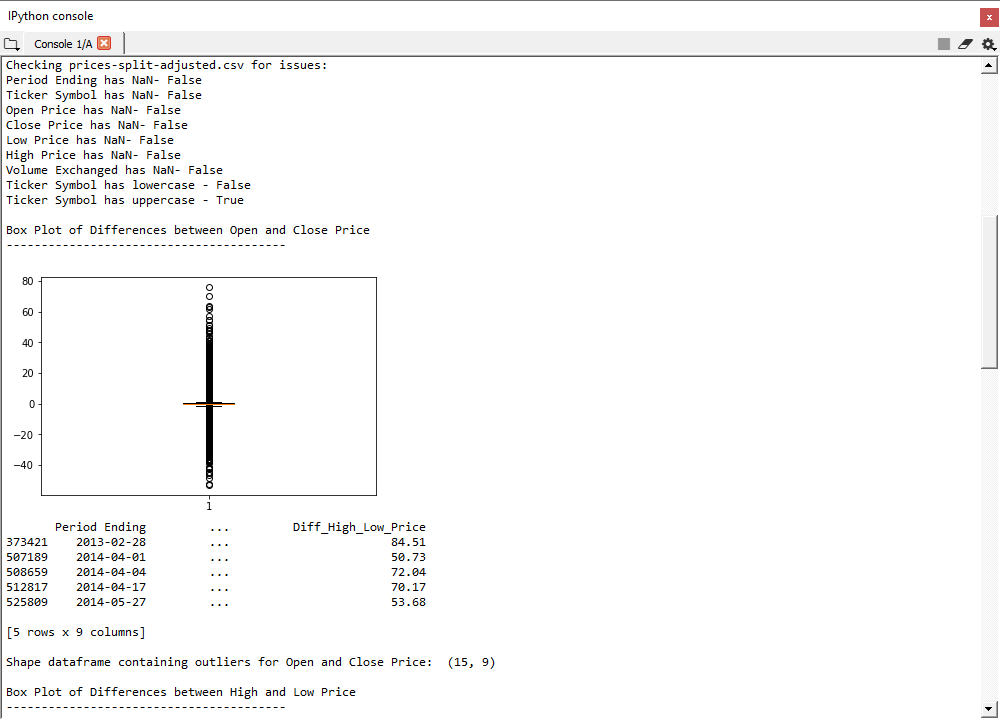 IPython console
x
Console 1/A
Checking prices-split-adjusted.csv for issues:
Period Ending has NaN- False
Ticker Symbol has NaN- False
Open Price has NaN- False
Close Price has NaN- False
Low Price has NaN- False
High Price has NaN- False
Volume Exchanged has NaN- False
Ticker Symbol has lowercase - False
Ticker Symbol has uppercase - True
Box Plot of Differences between Open and Close Price
----------------------------------------
80
60
40
20
0
−20
−40
1
Period Ending ... Diff_High_Low_Price
373421 2013-02-28 ... 84.51
507189 2014-04-01 ... 50.73
508659 2014-04-04 ... 72.04
512817 2014-04-17 ... 70.17
525809 2014-05-27 ... 53.68
[5 rows x 9 columns]
Shape dataframe containing outliers for Open and Close Price:  (15, 9)
Box Plot of Differences between High and Low Price
----------------------------------------